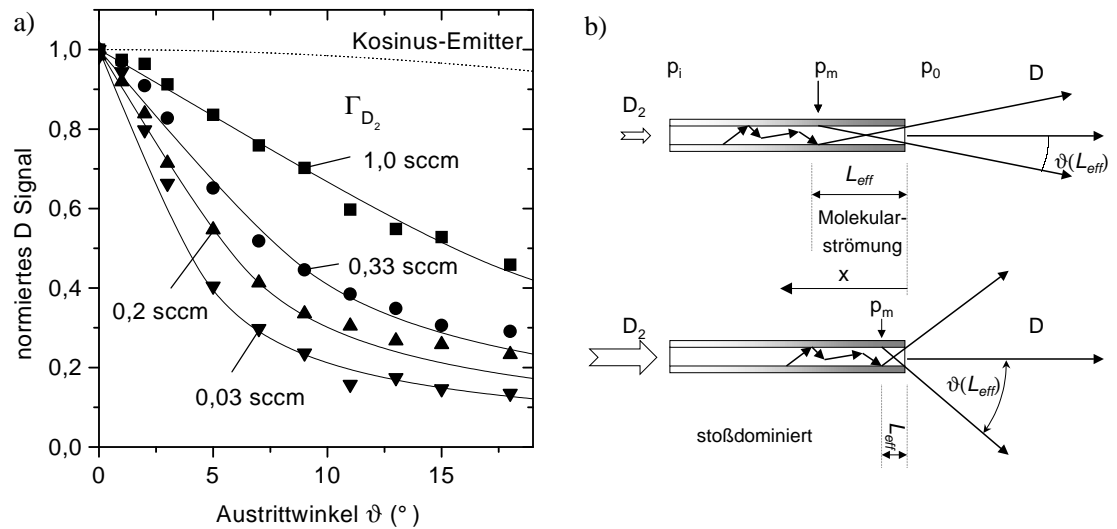 a)
normiertes D Signal
1,0
0,8
0,6
0,4
0,2
0,0
0
5
10
15
Austrittwinkel ϑ (°)
Kosinus-Emitter
Γ_D₂
1,0 sccm
0,33 sccm
0,2 sccm
0,03 sccm
b)
p_i
p_m
p_0
D
D₂
ϑ(L_eff)
L_eff
Molekular-
strömung
x
p_m
D₂
D
ϑ(L_eff)
stoßdominiert
L_eff